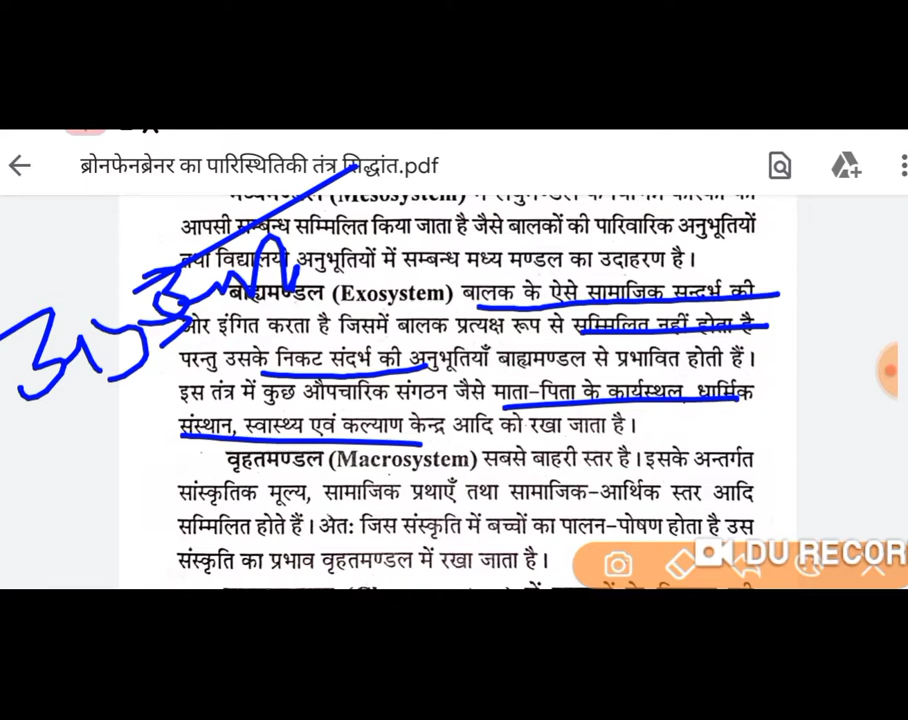 ब्रोनफेनब्रेनर का पारिस्थितिकी तंत्र सिद्धांत.pdf
मध्यमण्डल (Mesosystem) में
आपसी सम्बन्ध सम्मिलित किया जाता है जैसे बालकों की पारिवारिक अनुभूतियों
तथा विद्यालयी अनुभूतियों में सम्बन्ध मध्य मण्डल का उदाहरण है।
बाह्यमण्डल (Exosystem) बालक के ऐसे सामाजिक सन्दर्भ की
ओर इंगित करता है जिसमें बालक प्रत्यक्ष रूप से सम्मिलित नहीं होता है
परन्तु उसके निकट संदर्भ की अनुभूतियाँ बाह्यमण्डल से प्रभावित होती हैं।
इस तंत्र में कुछ औपचारिक संगठन जैसे माता-पिता के कार्यस्थल, धार्मिक
संस्थान, स्वास्थ्य एवं कल्याण केन्द्र आदि को रखा जाता है।
वृहतमण्डल (Macrosystem) सबसे बाहरी स्तर है। इसके अन्तर्गत
सांस्कृतिक मूल्य, सामाजिक प्रथाएँ तथा सामाजिक-आर्थिक स्तर आदि
सम्मिलित होते हैं। अत: जिस संस्कृति में बच्चों का पालन-पोषण होता है उस
संस्कृति का प्रभाव वृहतमण्डल में रखा जाता है।
DU RECOR